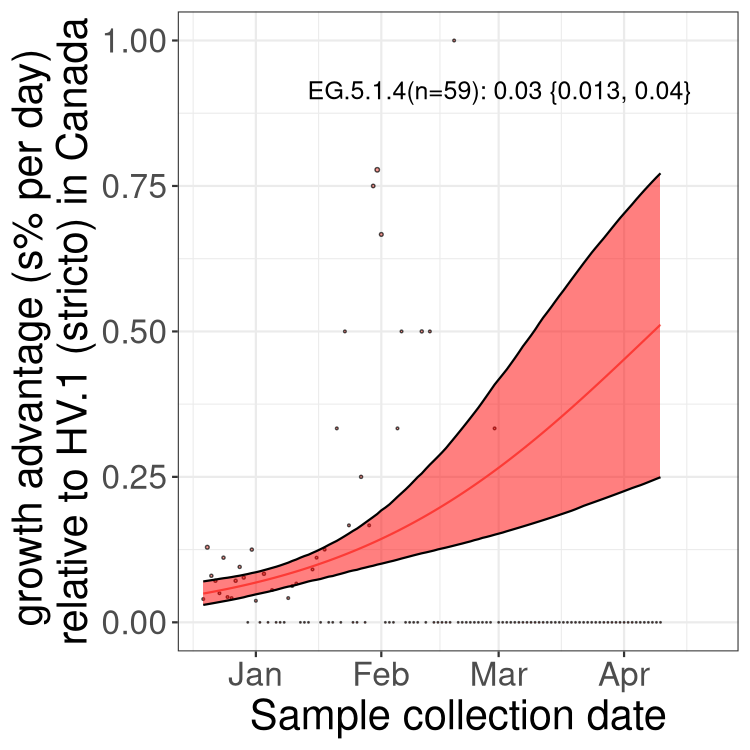 growth advantage (s% per day)
relative to HV.1 (stricto) in Canada
1.00
0.75
0.50
0.25
0.00
EG.5.1.4(n=59): 0.03 {0.013, 0.04}
Jan Feb Mar Apr
Sample collection date